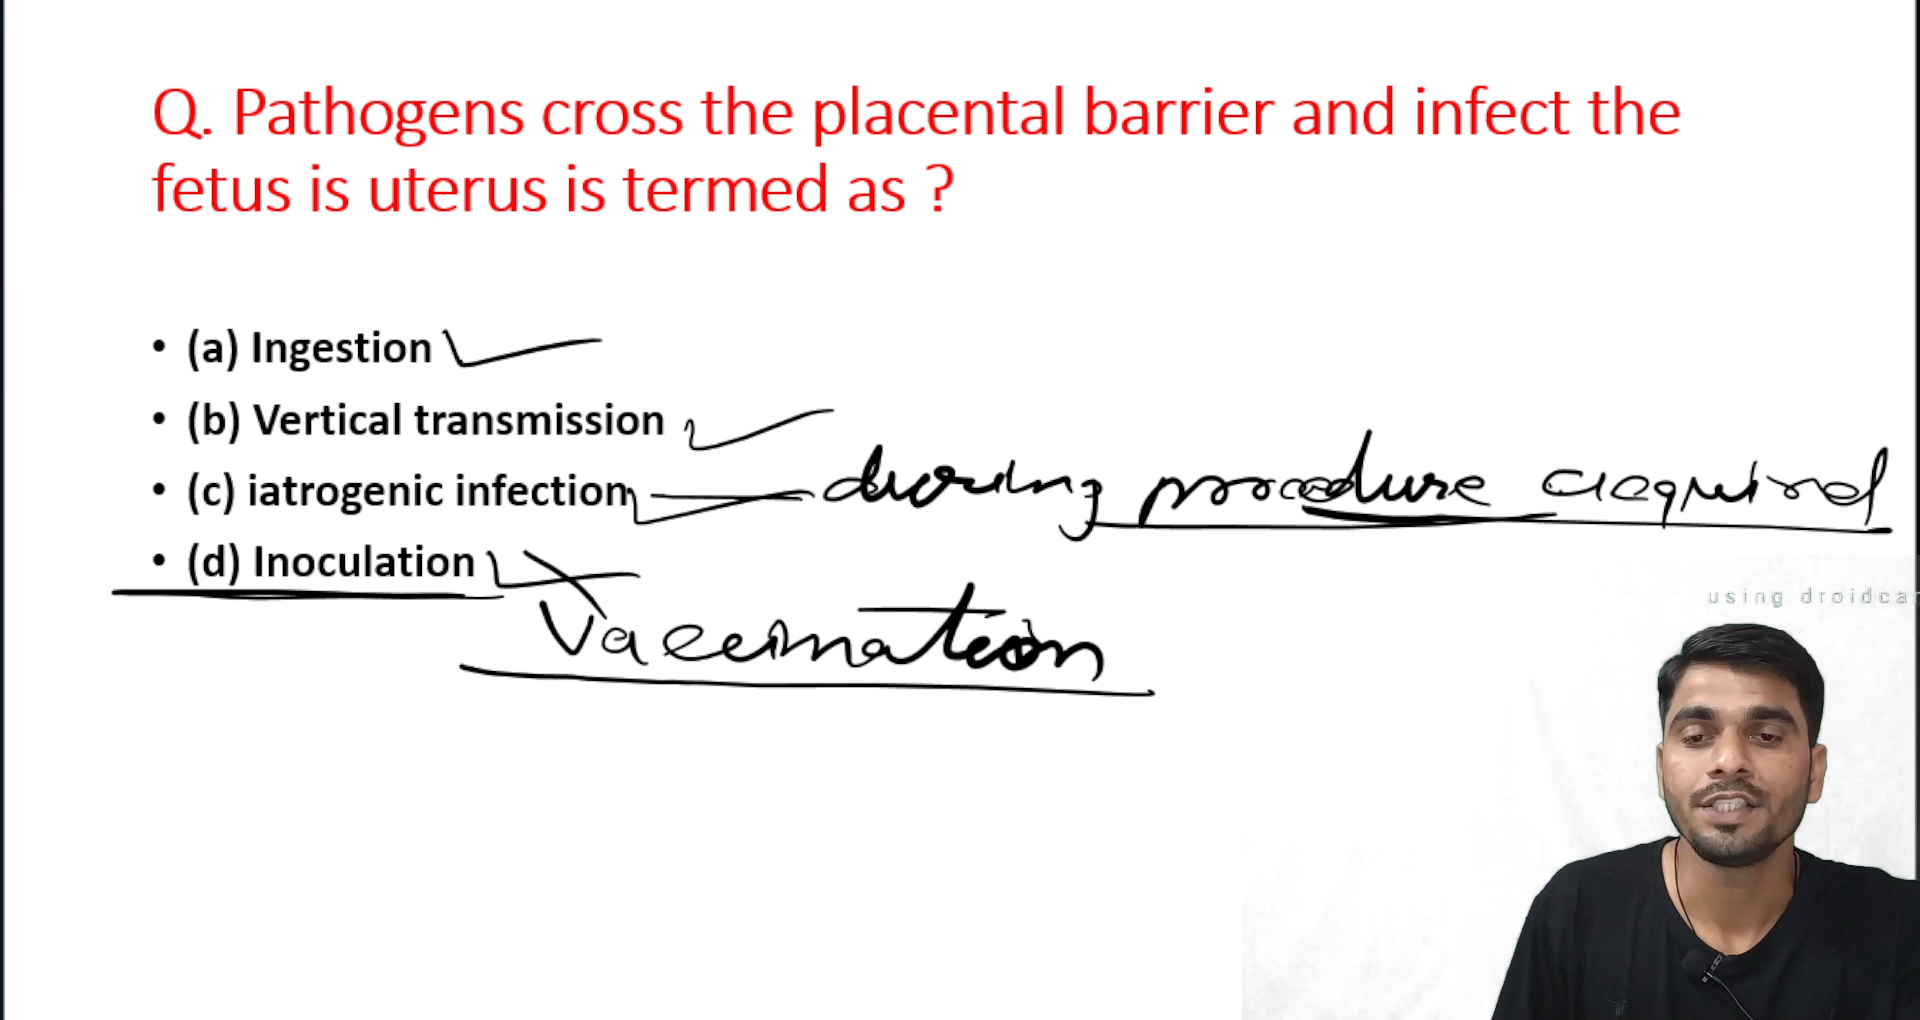 Q. Pathogens cross the placental barrier and infect the
fetus is uterus is termed as ?
• (a) Ingestion
• (b) Vertical transmission
• (c) iatrogenic infection during procedure acquired
• (d) Inoculation
Vaccination
using droidca